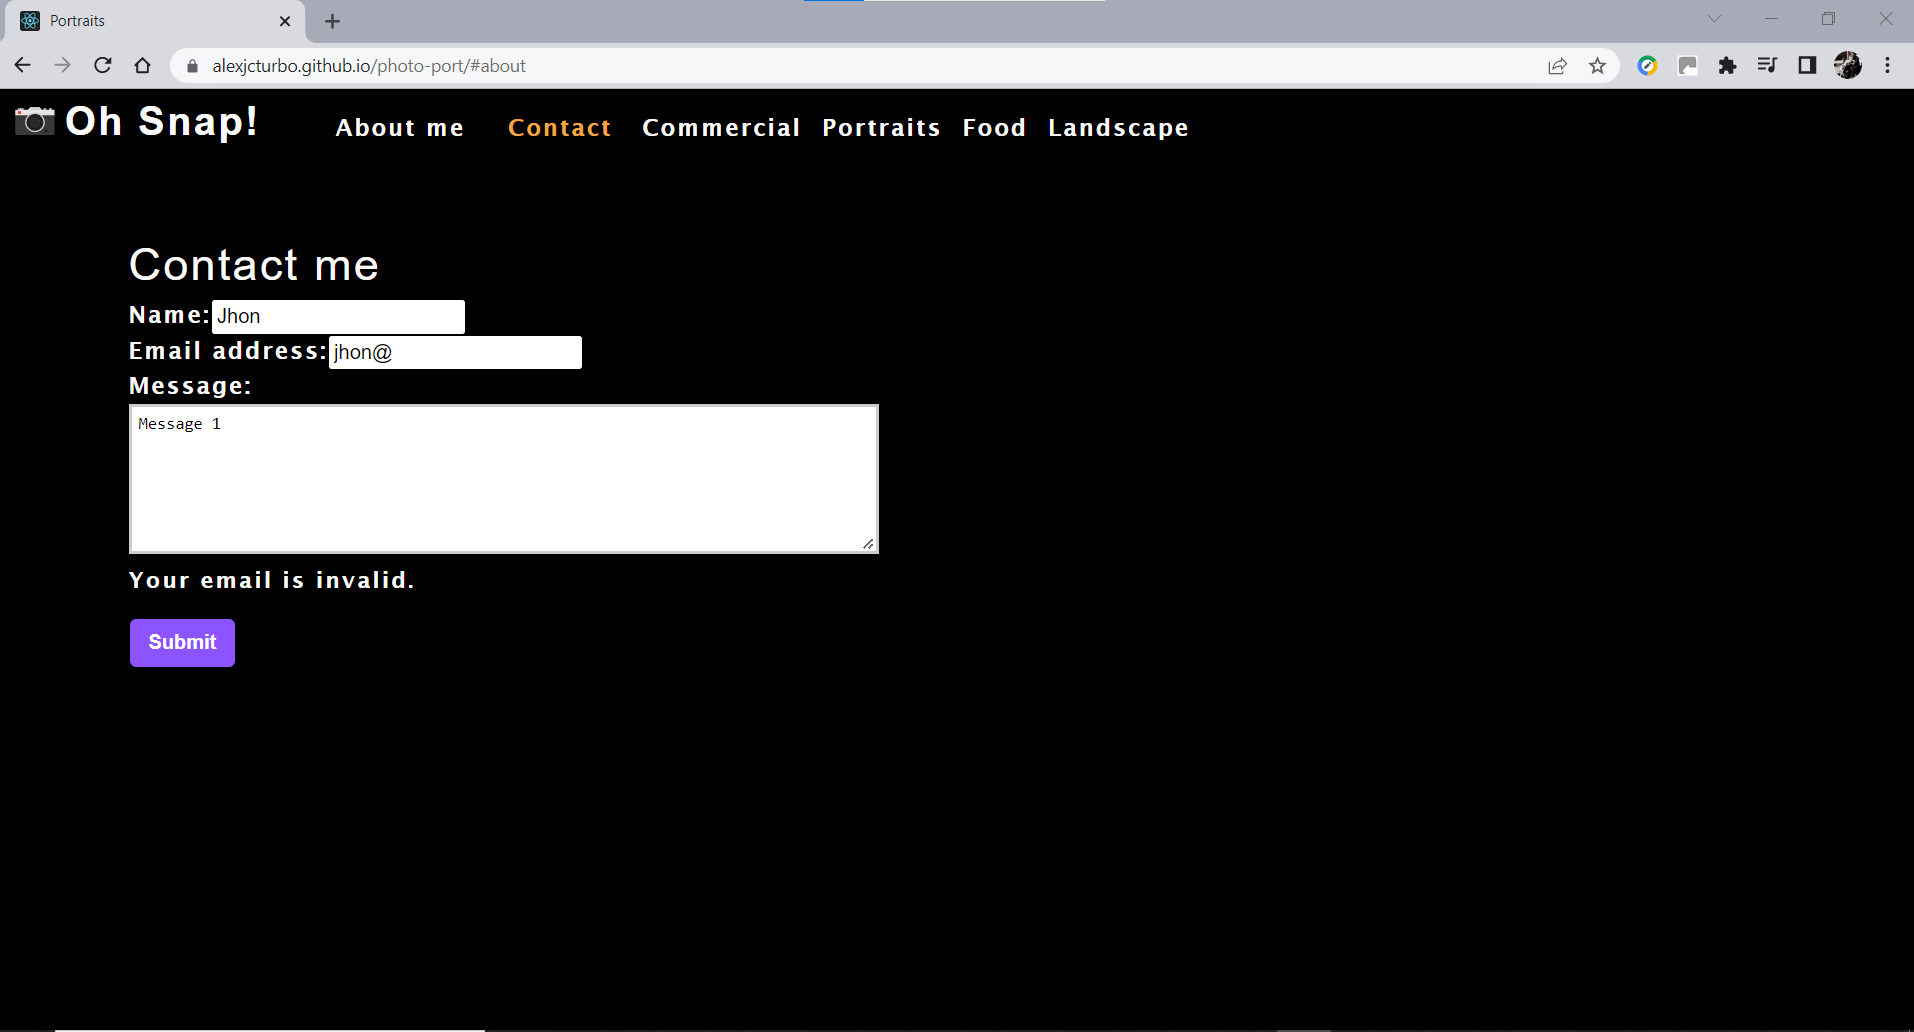 Portraits
alexjcturbo.github.io/photo-port/#about
Oh Snap!
About me Contact Commercial Portraits Food Landscape
Contact me
Name: Jhon
Email address: jhon@
Message:
Message 1
Your email is invalid.
Submit